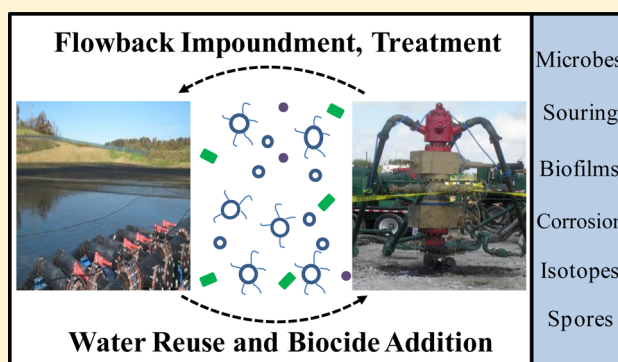 Flowback Impoundment, Treatment
Water Reuse and Biocide Addition
Microbes
Souring
Biofilms
Corrosion
Isotopes
Spores